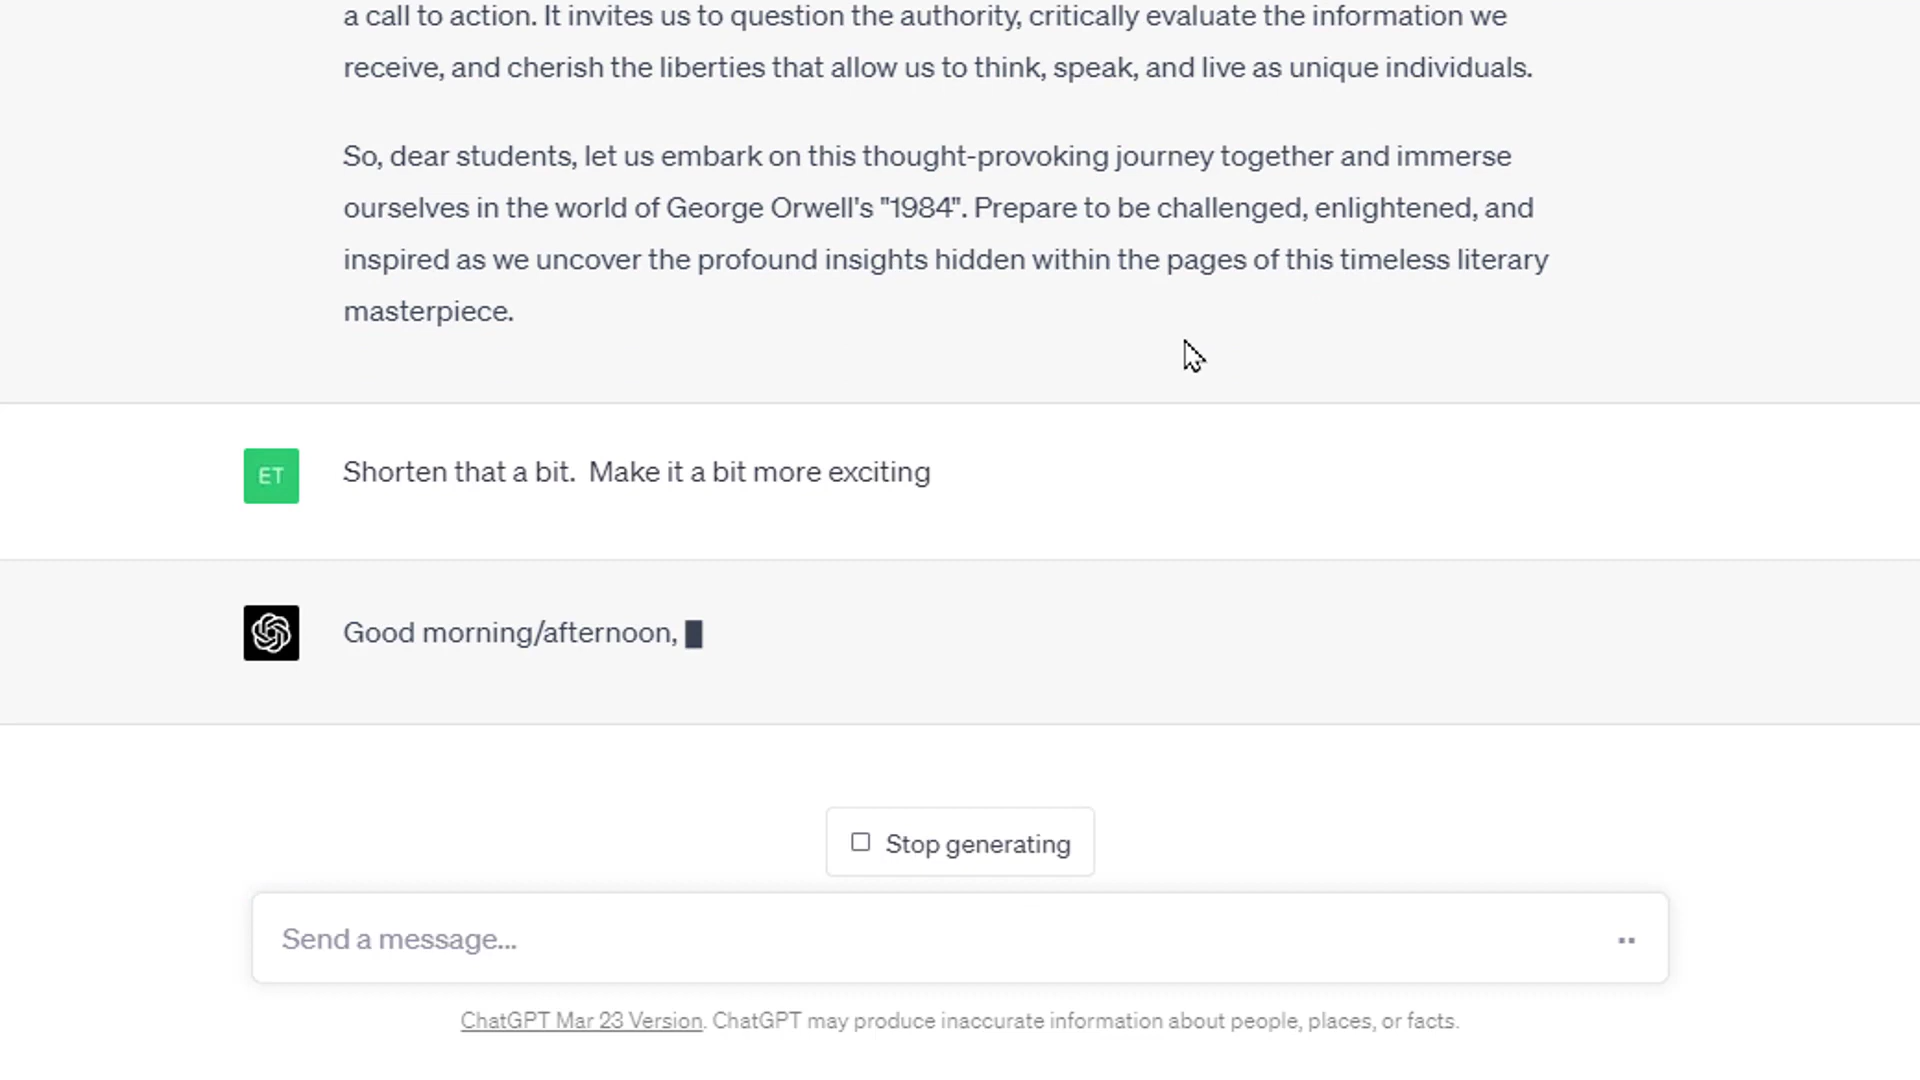 a call to action. It invites us to question the authority, critically evaluate the information we
receive, and cherish the liberties that allow us to think, speak, and live as unique individuals.
So, dear students, let us embark on this thought-provoking journey together and immerse
ourselves in the world of George Orwell's "1984". Prepare to be challenged, enlightened, and
inspired as we uncover the profound insights hidden within the pages of this timeless literary
masterpiece.
ET
Shorten that a bit.  Make it a bit more exciting
Good morning/afternoon,
Stop generating
Send a message...
ChatGPT Mar 23 Version. ChatGPT may produce inaccurate information about people, places, or facts.